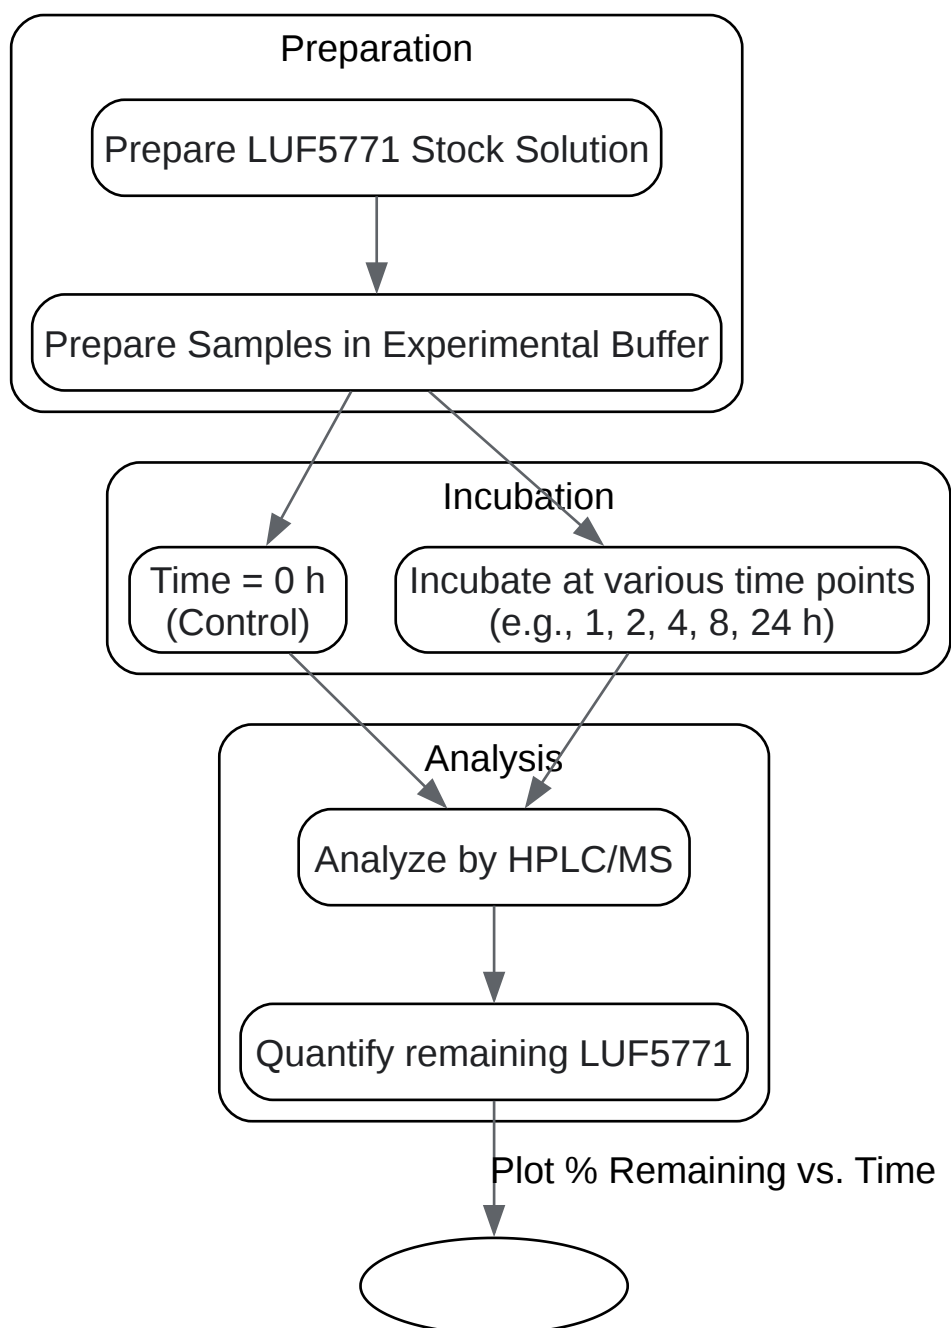 Preparation
Prepare LUF5771 Stock Solution
Prepare Samples in Experimental Buffer
Incubation
Time = 0 h
(Control)
Incubate at various time points
(e.g., 1, 2, 4, 8, 24 h)
Analysis
Analyze by HPLC/MS
Quantify remaining LUF5771
Plot % Remaining vs. Time